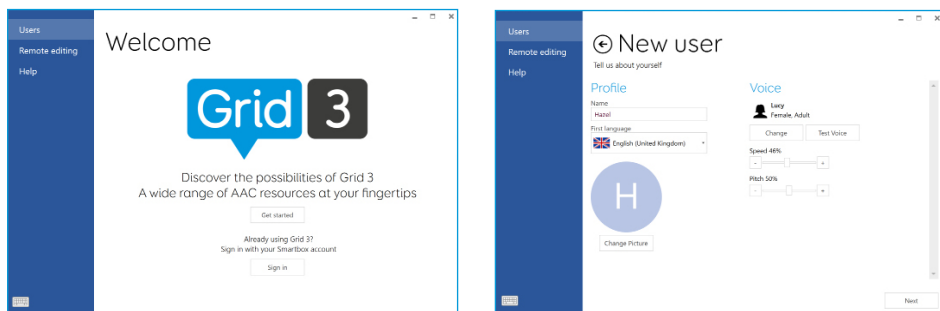 Users
Remote editing
Help
Welcome
Grid 3
Discover the possibilities of Grid 3
A wide range of AAC resources at your fingertips
Get started
Already using Grid 3?
Sign in with your Smartbox account
Sign in
Users
Remote editing
Help
New user
Tell us about yourself
Profile
Name
Hazel
First language
English (United Kingdom)
H
Change Picture
Voice
Lucy
Female, Adult
Change Test Voice
Speed 46%
- +
Pitch 50%
- +
Next